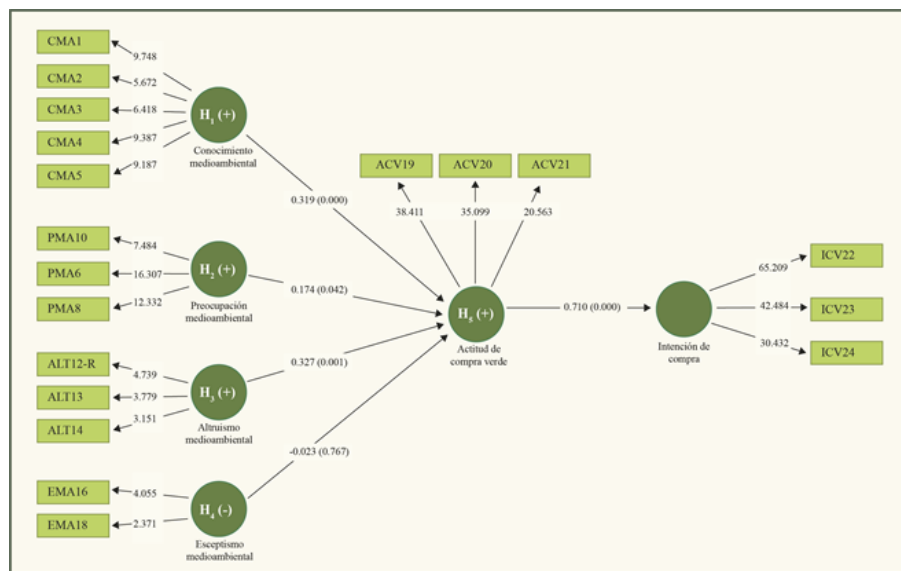 CMA1
CMA2
CMA3
CMA4
CMA5
9.748
5.672
6.418
9.387
9.187
H1 (+)
Conocimiento
medioambiental
0.319 (0.000)
PMA10
PMA6
PMA8
7.484
16.307
12.332
H2 (+)
Preocupación
medioambiental
0.174 (0.042)
ALT12-R
ALT13
ALT14
4.739
3.779
3.151
H3 (+)
Altruismo
medioambiental
0.327 (0.001)
EMA16
EMA18
4.055
2.371
H4 (-)
Esceptismo
medioambiental
-0.023 (0.767)
ACV19
ACV20
ACV21
38.411
35.099
20.563
H5 (+)
Actitud de
compra verde
0.710 (0.000)
Intención de
compra
65.209
42.484
30.432
ICV22
ICV23
ICV24